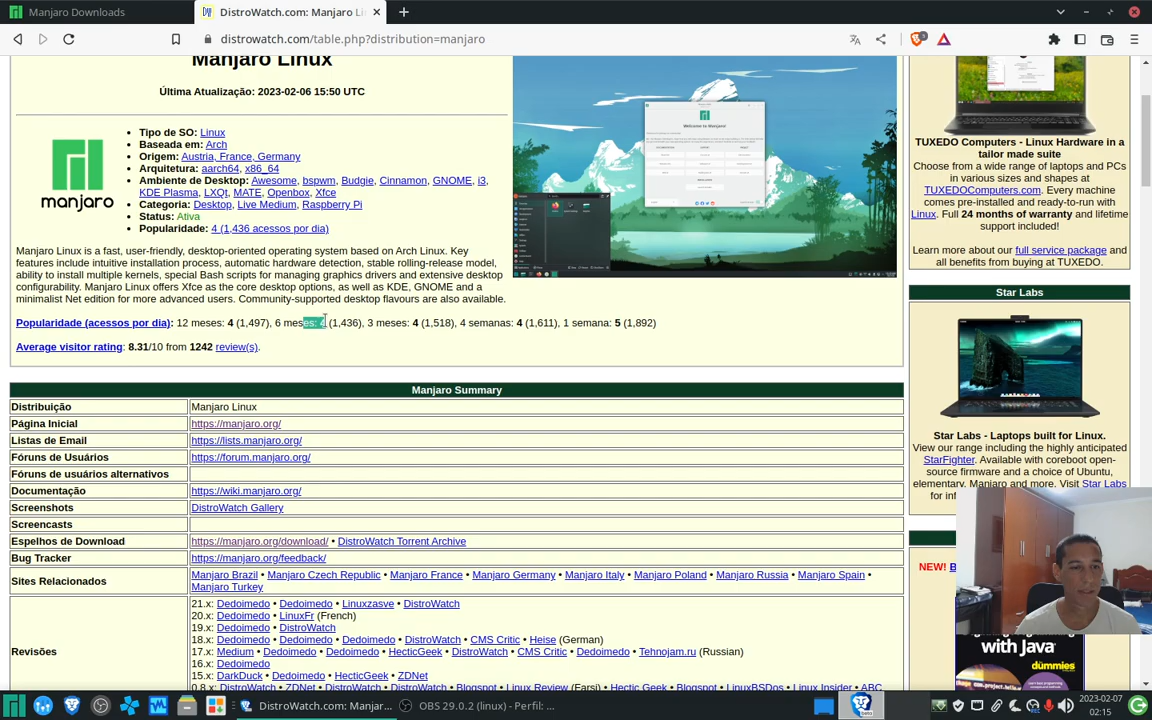 Manjaro Downloads
DistroWatch.com: Manjaro Li
distrowatch.com/table.php?distribution=manjaro
Manjaro Linux
Última Atualização: 2023-02-06 15:50 UTC
manjaro
• Tipo de SO: Linux
• Baseada em: Arch
• Origem: Austria, France, Germany
• Arquitetura: aarch64, x86_64
• Ambiente de Desktop: Awesome, bspwm, Budgie, Cinnamon, GNOME, i3,
KDE Plasma, LXQt, MATE, Openbox, Xfce
• Categoria: Desktop, Live Medium, Raspberry Pi
• Status: Ativa
• Popularidade: 4 (1,436 acessos por dia)
Manjaro Linux is a fast, user-friendly, desktop-oriented operating system based on Arch Linux. Key
features include intuitive installation process, automatic hardware detection, stable rolling-release model,
ability to install multiple kernels, special Bash scripts for managing graphics drivers and extensive desktop
configurability. Manjaro Linux offers Xfce as the core desktop options, as well as KDE, GNOME and a
minimalist Net edition for more advanced users. Community-supported desktop flavours are also available.
Popularidade (acessos por dia): 12 meses: 4 (1,497), 6 meses: 4 (1,436), 3 meses: 4 (1,518), 4 semanas: 4 (1,611), 1 semana: 5 (1,892)
Average visitor rating: 8.31/10 from 1242 review(s).
Manjaro Summary
Distribuição Manjaro Linux
Página Inicial https://manjaro.org/
Listas de Email https://lists.manjaro.org/
Fóruns de Usuários https://forum.manjaro.org/
Fóruns de usuários alternativos
Documentação https://wiki.manjaro.org/
Screenshots DistroWatch Gallery
Screencasts
Espelhos de Download https://manjaro.org/download/ • DistroWatch Torrent Archive
Bug Tracker https://manjaro.org/feedback/
Sites Relacionados Manjaro Brazil • Manjaro Czech Republic • Manjaro France • Manjaro Germany • Manjaro Italy • Manjaro Poland • Manjaro Russia • Manjaro Spain •
Manjaro Turkey
Revisões
21.x: Dedoimedo • Dedoimedo • Linuxzasve • DistroWatch
20.x: Dedoimedo • LinuxFr (French)
19.x: Dedoimedo • DistroWatch
18.x: Dedoimedo • Dedoimedo • Dedoimedo • DistroWatch • CMS Critic • Heise (German)
17.x: Medium • Dedoimedo • Dedoimedo • HecticGeek • DistroWatch • CMS Critic • Dedoimedo • Tehnojam.ru (Russian)
16.x: Dedoimedo
15.x: DarkDuck • Dedoimedo • HecticGeek • ZDNet
0.8.x: DistroWatch • ZDNet • DistroWatch • DistroWatch • Blogspot • Linux Review (Farsi) • Hectic Geek • Blogspot • LinuxBSDos • Linux Insider • ABC
TUXEDO Computers - Linux Hardware in a
tailor made suite
Choose from a wide range of laptops and PCs
in various sizes and shapes at
TUXEDOComputers.com. Every machine
comes pre-installed and ready-to-run with
Linux. Full 24 months of warranty and lifetime
support included!
Learn more about our full service package and
all benefits from buying at TUXEDO.
Star Labs
Star Labs - Laptops built for Linux.
View our range including the highly anticipated
StarFighter. Available with coreboot open-
source firmware and a choice of Ubuntu,
elementary, Manjaro and more. Visit Star Labs
for
NEW!
with Java
dummies
DistroWatch.com: Manjar...
OBS 29.0.2 (linux) - Perfil: ...
2023-02-07
02:15